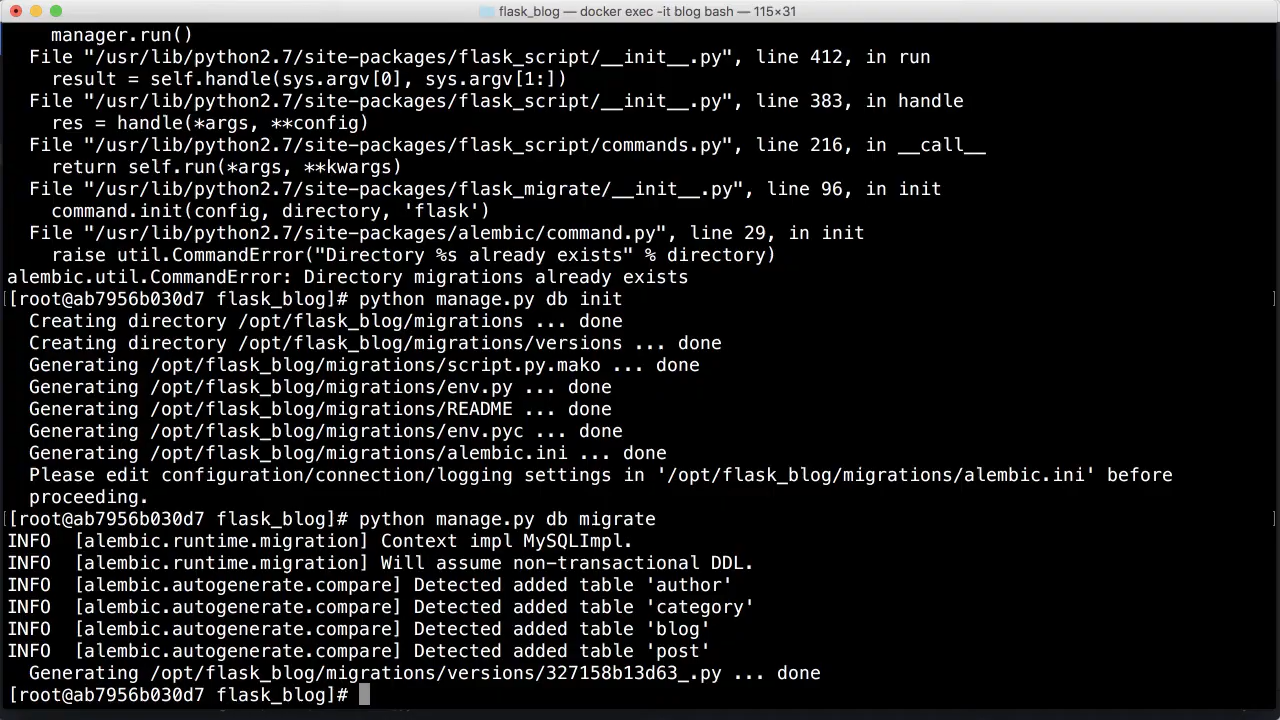 flask_blog — docker exec -it blog bash — 115×31
    manager.run()
  File "/usr/lib/python2.7/site-packages/flask_script/__init__.py", line 412, in run
    result = self.handle(sys.argv[0], sys.argv[1:])
  File "/usr/lib/python2.7/site-packages/flask_script/__init__.py", line 383, in handle
    res = handle(*args, **config)
  File "/usr/lib/python2.7/site-packages/flask_script/commands.py", line 216, in __call__
    return self.run(*args, **kwargs)
  File "/usr/lib/python2.7/site-packages/flask_migrate/__init__.py", line 96, in init
    command.init(config, directory, 'flask')
  File "/usr/lib/python2.7/site-packages/alembic/command.py", line 29, in init
    raise util.CommandError("Directory %s already exists" % directory)
alembic.util.CommandError: Directory migrations already exists
[[root@ab7956b030d7 flask_blog]# python manage.py db init ]
  Creating directory /opt/flask_blog/migrations ... done
  Creating directory /opt/flask_blog/migrations/versions ... done
  Generating /opt/flask_blog/migrations/script.py.mako ... done
  Generating /opt/flask_blog/migrations/env.py ... done
  Generating /opt/flask_blog/migrations/README ... done
  Generating /opt/flask_blog/migrations/env.pyc ... done
  Generating /opt/flask_blog/migrations/alembic.ini ... done
  Please edit configuration/connection/logging settings in '/opt/flask_blog/migrations/alembic.ini' before
  proceeding.
[[root@ab7956b030d7 flask_blog]# python manage.py db migrate ]
INFO  [alembic.runtime.migration] Context impl MySQLImpl.
INFO  [alembic.runtime.migration] Will assume non-transactional DDL.
INFO  [alembic.autogenerate.compare] Detected added table 'author'
INFO  [alembic.autogenerate.compare] Detected added table 'category'
INFO  [alembic.autogenerate.compare] Detected added table 'blog'
INFO  [alembic.autogenerate.compare] Detected added table 'post'
  Generating /opt/flask_blog/migrations/versions/327158b13d63_.py ... done
[root@ab7956b030d7 flask_blog]#